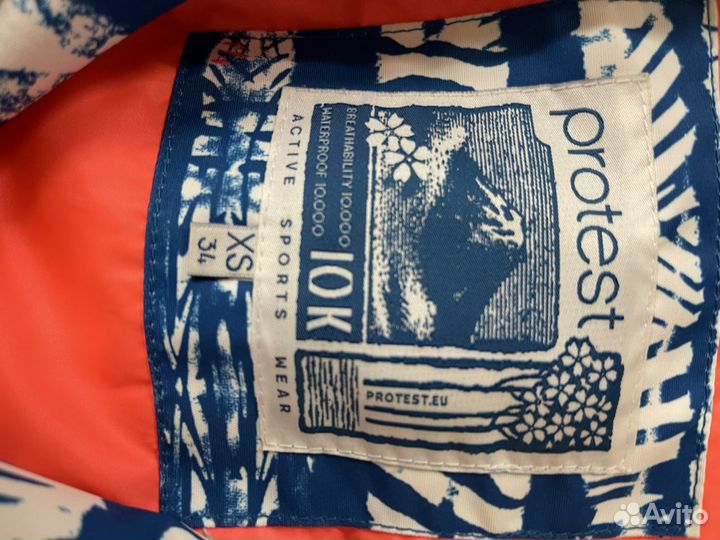 protest
BREATHABILITY 10.000
WATERPROOF 10.000
10K
PROTEST.EU
ACTIVE SPORTS WEAR
XS
34
Avito